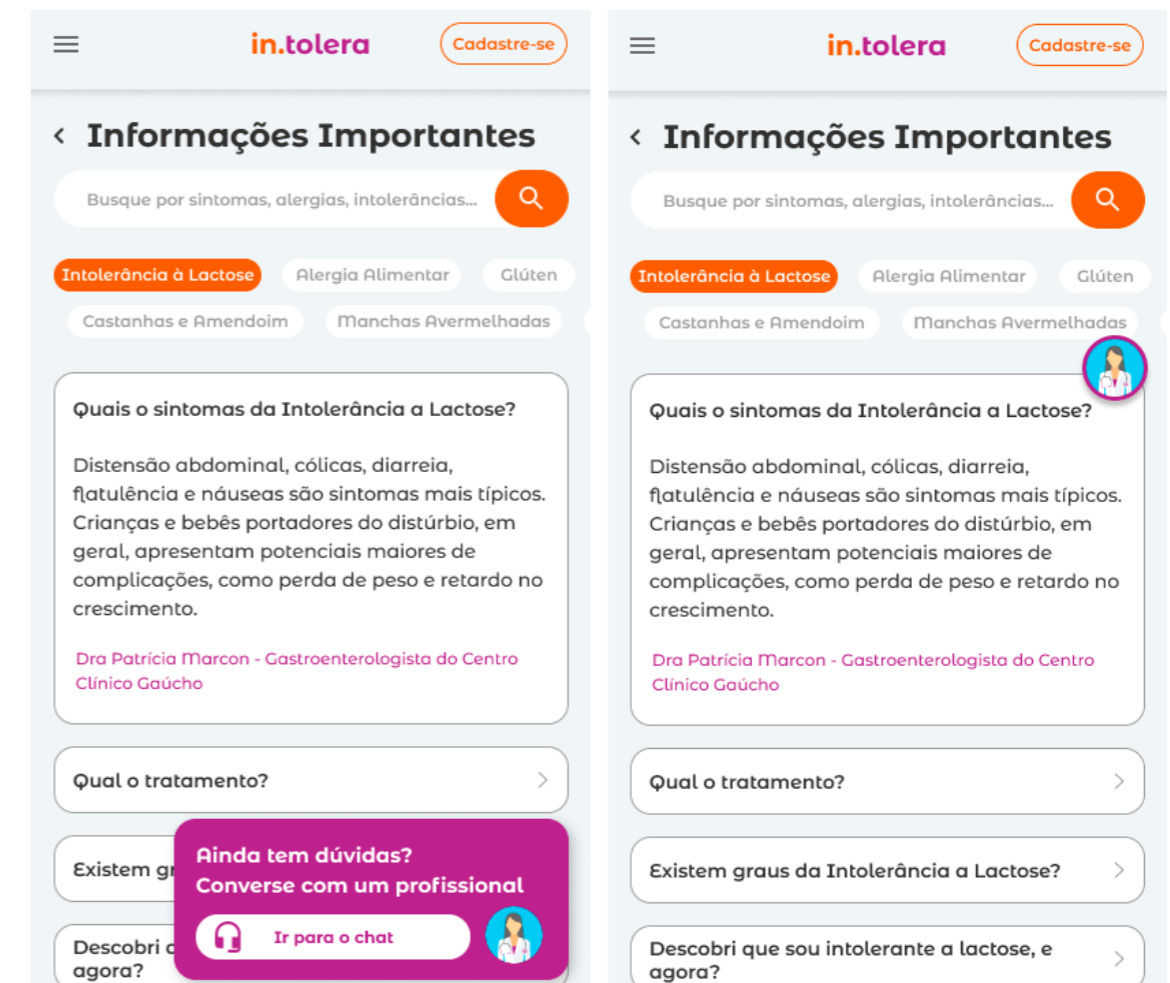 in.tolera
Cadastre-se
Informações Importantes
Busque por sintomas, alergias, intolerâncias...
Intolerância à Lactose
Alergia Alimentar
Glúten
Castanhas e Amendoim
Manchas Avermelhadas
Quais o sintomas da Intolerância a Lactose?
Distensão abdominal, cólicas, diarreia,
flatulência e náuseas são sintomas mais típicos.
Crianças e bebês portadores do distúrbio, em
geral, apresentam potenciais maiores de
complicações, como perda de peso e retardo no
crescimento.
Dra Patrícia Marcon - Gastroenterologista do Centro
Clínico Gaúcho
Qual o tratamento?
Existem gr
Descobri
agora?
Ainda tem dúvidas?
Converse com um profissional
Ir para o chat
in.tolera
Cadastre-se
Informações Importantes
Busque por sintomas, alergias, intolerâncias...
Intolerância à Lactose
Alergia Alimentar
Glúten
Castanhas e Amendoim
Manchas Avermelhadas
Quais o sintomas da Intolerância a Lactose?
Distensão abdominal, cólicas, diarreia,
flatulência e náuseas são sintomas mais típicos.
Crianças e bebês portadores do distúrbio, em
geral, apresentam potenciais maiores de
complicações, como perda de peso e retardo no
crescimento.
Dra Patrícia Marcon - Gastroenterologista do Centro
Clínico Gaúcho
Qual o tratamento?
Existem graus da Intolerância a Lactose?
Descobri que sou intolerante a lactose, e
agora?